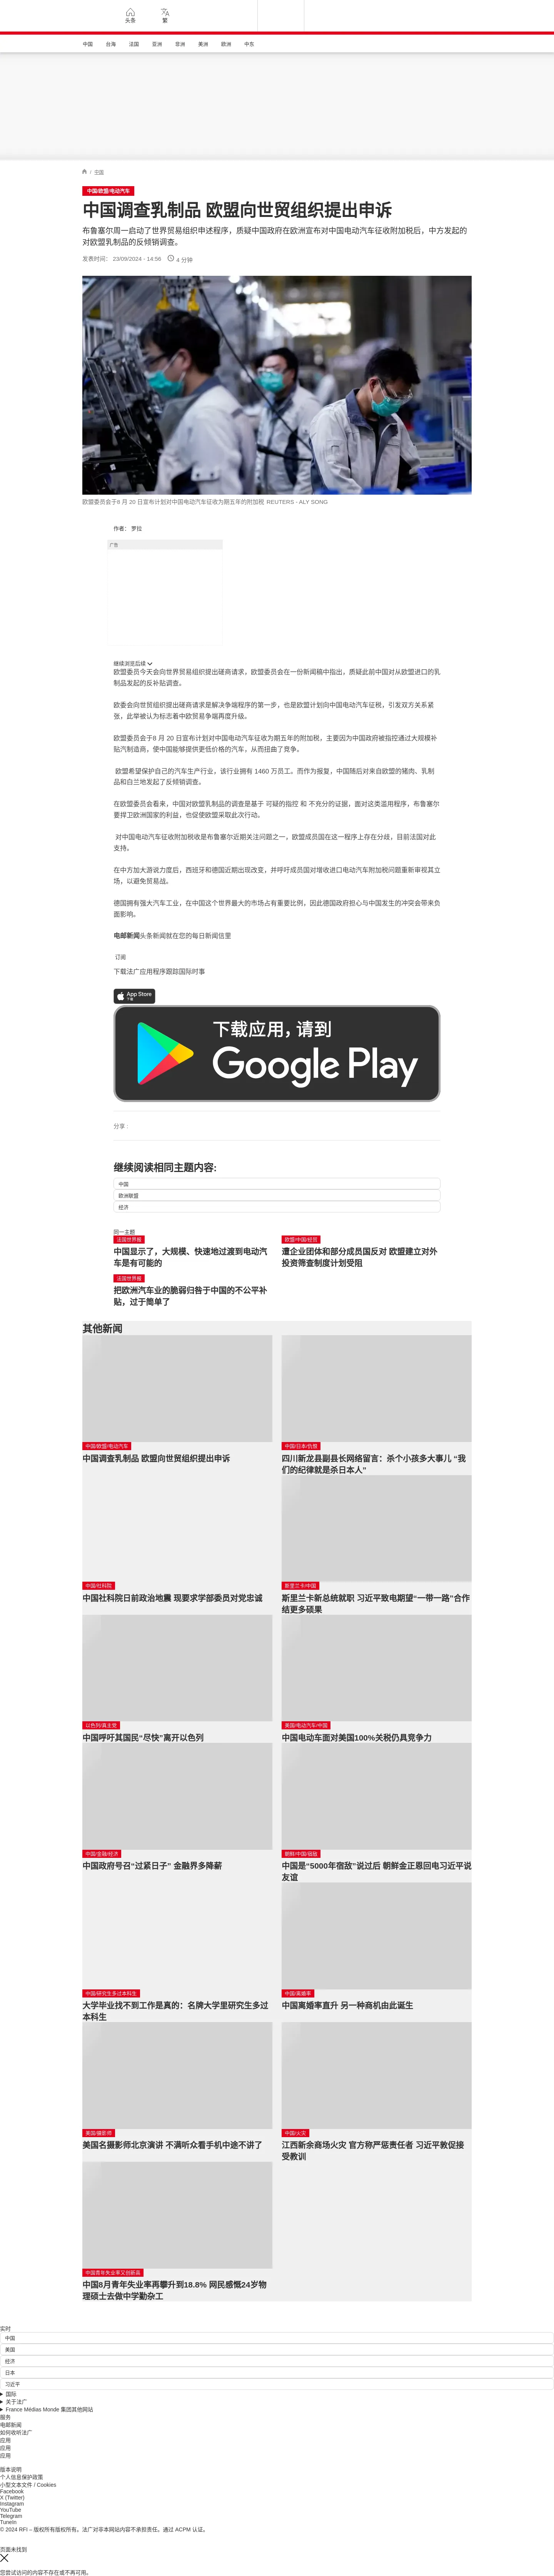 头条
繁
中国
台海
法国
亚洲
非洲
美洲
欧洲
中东
/ 中国
中国/欧盟/电动汽车
中国调查乳制品 欧盟向世贸组织提出申诉
布鲁塞尔周一启动了世界贸易组织申述程序，质疑中国政府在欧洲宣布对中国电动汽车征收附加税后，中方发起的
对欧盟乳制品的反倾销调查。
发表时间： 23/09/2024 - 14:56 4 分钟
欧盟委员会于8 月 20 日宣布计划对中国电动汽车征收为期五年的附加税 REUTERS - ALY SONG
作者： 罗拉
广告
继续浏览后续
欧盟委员今天会向世界贸易组织提出磋商请求，欧盟委员会在一份新闻稿中指出，质疑此前中国对从欧盟进口的乳
制品发起的反补贴调查。
欧委会向世贸组织提出磋商请求是解决争端程序的第一步，也是欧盟计划向中国电动汽车征税，引发双方关系紧
张，此举被认为标志着中欧贸易争端再度升级。
欧盟委员会于8 月 20 日宣布计划对中国电动汽车征收为期五年的附加税，主要因为中国政府被指控通过大规模补
贴汽制造商，使中国能够提供更低价格的汽车，从而扭曲了竞争。
欧盟希望保护自己的汽车生产行业，该行业拥有 1460 万员工。而作为报复，中国随后对来自欧盟的猪肉、乳制
品和白兰地发起了反倾销调查。
在欧盟委员会看来，中国对欧盟乳制品的调查是基于 可疑的指控 和 不充分的证据，面对这类滥用程序，布鲁塞尔
要捍卫欧洲国家的利益，也促使欧盟采取此次行动。
对中国电动汽车征收附加税收是布鲁塞尔近期关注问题之一，欧盟成员国在这一程序上存在分歧，目前法国对此
支持。
在中方加大游说力度后，西班牙和德国近期出现改变，并呼吁成员国对增收进口电动汽车附加税问题重新审视其立
场，以避免贸易战。
德国拥有强大汽车工业，在中国这个世界最大的市场占有重要比例，因此德国政府担心与中国发生的冲突会带来负
面影响。
电邮新闻头条新闻就在您的每日新闻信里
订阅
下载法广应用程序跟踪国际时事
App Store
下载
下载应用，请到
Google Play
分享 :
继续阅读相同主题内容:
中国
欧洲联盟
经济
同一主题
法国世界报
中国显示了，大规模、快速地过渡到电动汽
车是有可能的
欧盟/中国/经贸
遭企业团体和部分成员国反对 欧盟建立对外
投资筛查制度计划受阻
法国世界报
把欧洲汽车业的脆弱归咎于中国的不公平补
贴，过于简单了
其他新闻
中国/欧盟/电动汽车
中国调查乳制品 欧盟向世贸组织提出申诉
中国/日本/仇恨
四川新龙县副县长网络留言：杀个小孩多大事儿 “我
们的纪律就是杀日本人”
中国/社科院
中国社科院日前政治地震 现要求学部委员对党忠诚
斯里兰卡/中国
斯里兰卡新总统就职 习近平致电期望“一带一路”合作
结更多硕果
以色列/真主党
中国呼吁其国民“尽快”离开以色列
美国/电动汽车/中国
中国电动车面对美国100%关税仍具竞争力
中国/金融/经济
中国政府号召“过紧日子” 金融界多降薪
朝鲜/中国/宿敌
中国是“5000年宿敌”说过后 朝鲜金正恩回电习近平说
友谊
中国/研究生多过本科生
大学毕业找不到工作是真的：名牌大学里研究生多过
本科生
中国/离婚率
中国离婚率直升 另一种商机由此诞生
美国/摄影师
美国名摄影师北京演讲 不满听众看手机中途不讲了
中国/火灾
江西新余商场火灾 官方称严惩责任者 习近平敦促接
受教训
中国青年失业率又创新高
中国8月青年失业率再攀升到18.8% 网民感慨24岁物
理硕士去做中学勤杂工
实时
中国
美国
经济
日本
习近平
国际
关于法广
France Médias Monde 集团其他网站
服务
电邮新闻
如何收听法广
应用
应用
应用
版本说明
个人信息保护政策
小型文本文件 / Cookies
Facebook
X (Twitter)
Instagram
YouTube
Telegram
TuneIn
© 2024 RFI – 版权所有版权所有。法广对非本网站内容不承担责任。通过 ACPM 认证。
页面未找到
您尝试访问的内容不存在或不再可用。